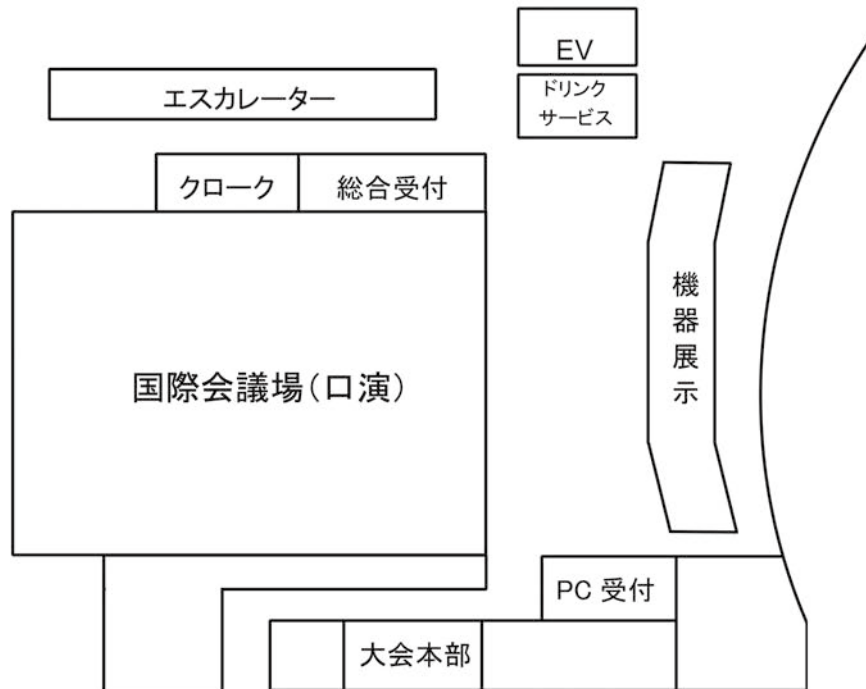 EV
ドリンク
サービス
エスカレーター
クローク
総合受付
機器展示
国際会議場(口演)
PC 受付
大会本部